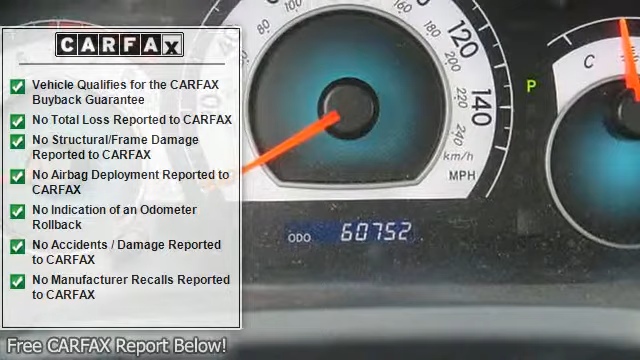 CARFAX
Vehicle Qualifies for the CARFAX
Buyback Guarantee
No Total Loss Reported to CARFAX
No Structural/Frame Damage
Reported to CARFAX
No Airbag Deployment Reported to
CARFAX
No Indication of an Odometer
Rollback
No Accidents / Damage Reported
to CARFAX
No Manufacturer Recalls Reported
to CARFAX
Free CARFAX Report Below!
80
100
160
120
180
200
140
220
240
km/h
MPH
ODO 60752
P
C